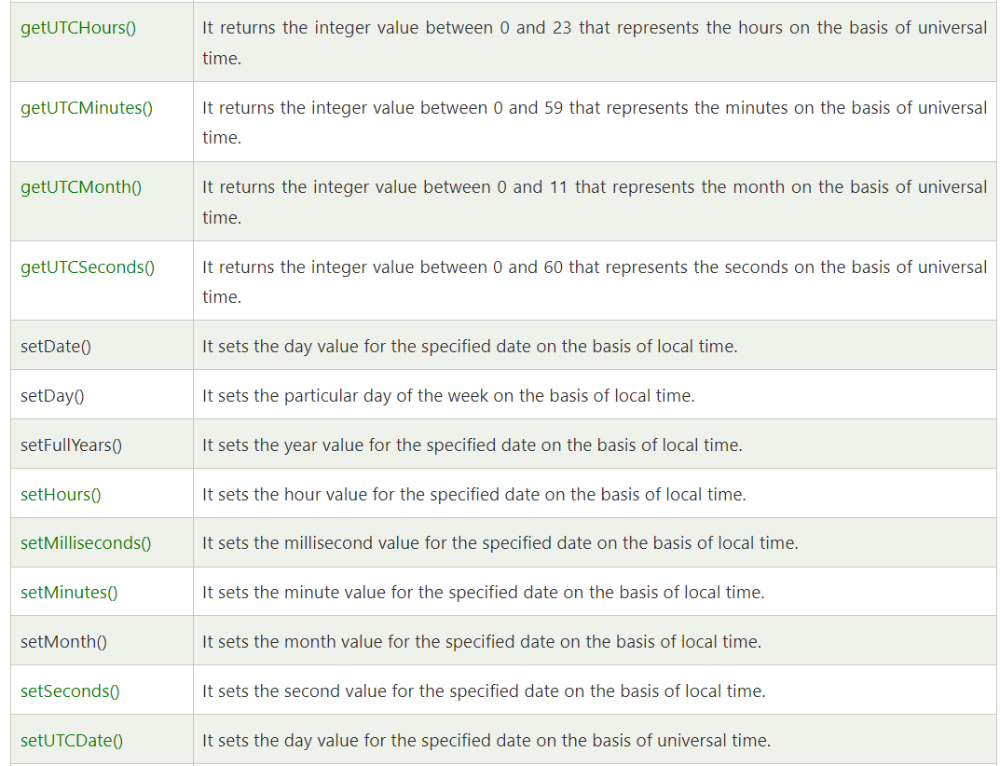 getUTCHours() It returns the integer value between 0 and 23 that represents the hours on the basis of universal
time.
getUTCMinutes() It returns the integer value between 0 and 59 that represents the minutes on the basis of universal
time.
getUTCMonth() It returns the integer value between 0 and 11 that represents the month on the basis of universal
time.
getUTCSeconds() It returns the integer value between 0 and 60 that represents the seconds on the basis of universal
time.
setDate() It sets the day value for the specified date on the basis of local time.
setDay() It sets the particular day of the week on the basis of local time.
setFullYears() It sets the year value for the specified date on the basis of local time.
setHours() It sets the hour value for the specified date on the basis of local time.
setMilliseconds() It sets the millisecond value for the specified date on the basis of local time.
setMinutes() It sets the minute value for the specified date on the basis of local time.
setMonth() It sets the month value for the specified date on the basis of local time.
setSeconds() It sets the second value for the specified date on the basis of local time.
setUTCDate() It sets the day value for the specified date on the basis of universal time.